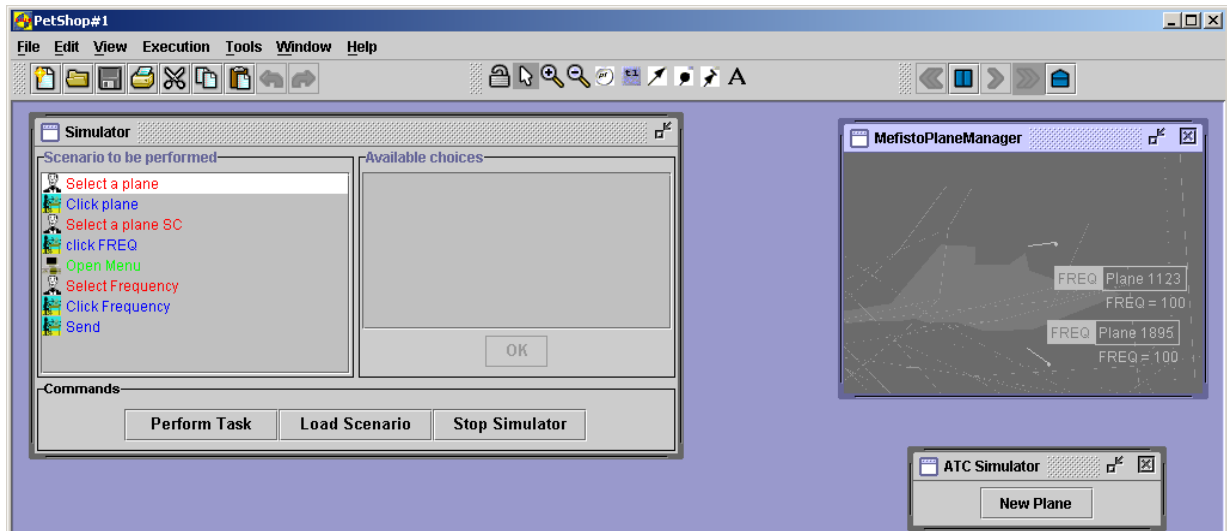 PetShop#1
File Edit View Execution Tools Window Help
Simulator
Scenario to be performed
Select a plane
Click plane
Select a plane SC
click FREQ
Open Menu
Select Frequency
Click Frequency
Send
Available choices
OK
Commands
Perform Task Load Scenario Stop Simulator
MefistoPlaneManager
FREQ Plane 1123
FREQ = 100
FREQ Plane 1895
FREQ = 100
ATC Simulator
New Plane